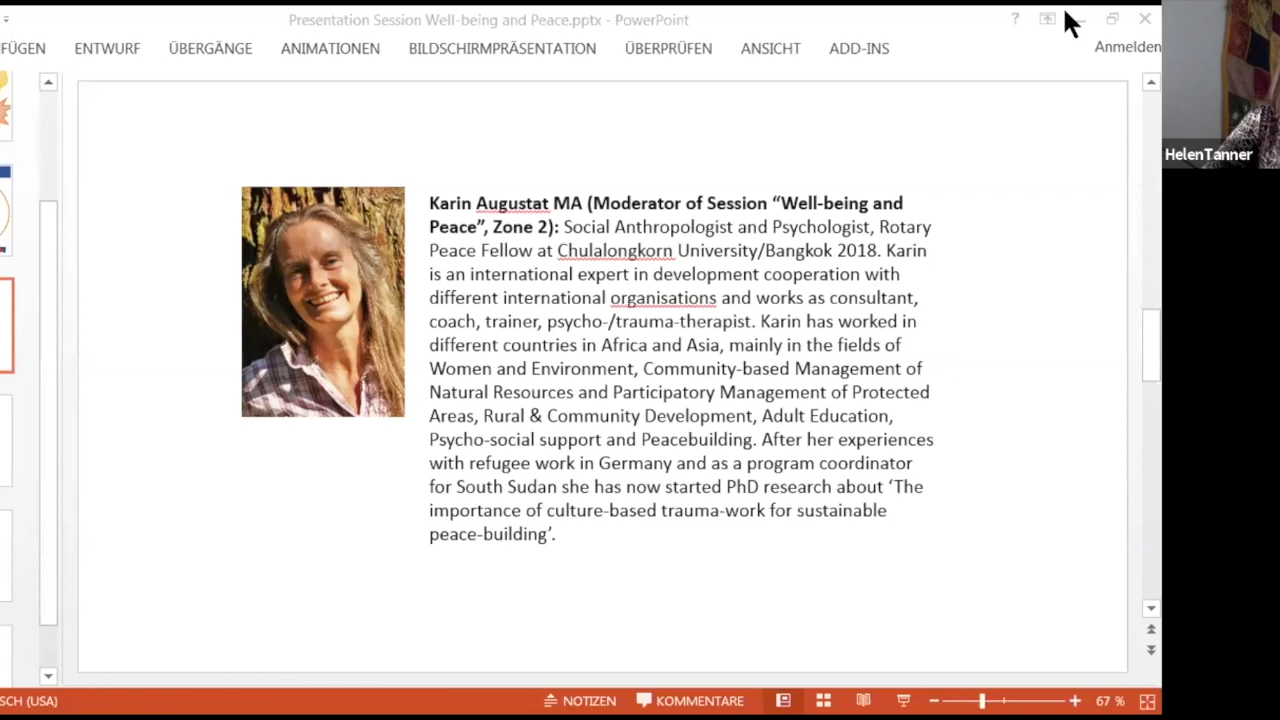 Presentation Session Well-being and Peace.pptx - PowerPoint
?
FÜGEN ENTWURF ÜBERGÄNGE ANIMATIONEN BILDSCHIRMPRÄSENTATION ÜBERPRÜFEN ANSICHT ADD-INS Anmelden
HelenTanner
Karin Augustat MA (Moderator of Session “Well-being and
Peace”, Zone 2): Social Anthropologist and Psychologist, Rotary
Peace Fellow at Chulalongkorn University/Bangkok 2018. Karin
is an international expert in development cooperation with
different international organisations and works as consultant,
coach, trainer, psycho-/trauma-therapist. Karin has worked in
different countries in Africa and Asia, mainly in the fields of
Women and Environment, Community-based Management of
Natural Resources and Participatory Management of Protected
Areas, Rural & Community Development, Adult Education,
Psycho-social support and Peacebuilding. After her experiences
with refugee work in Germany and as a program coordinator
for South Sudan she has now started PhD research about ‘The
importance of culture-based trauma-work for sustainable
peace-building’.
SCH (USA) NOTIZEN KOMMENTARE 67 %